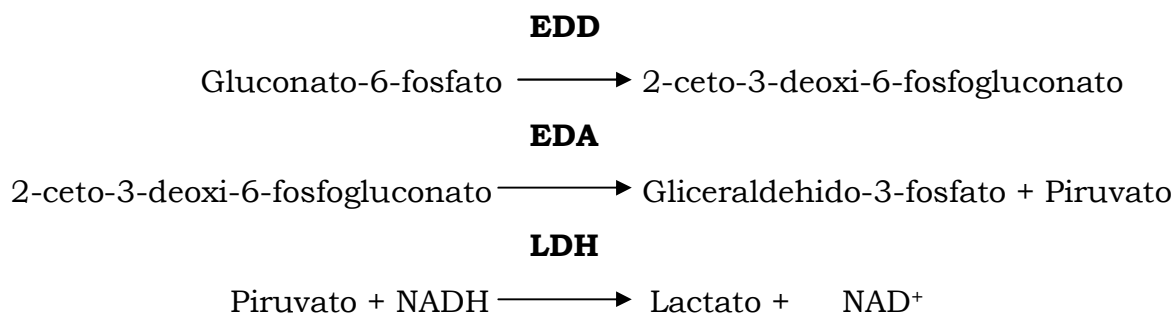 EDD
Gluconato-6-fosfato ⟶ 2-ceto-3-deoxi-6-fosfogluconato
EDA
2-ceto-3-deoxi-6-fosfogluconato ⟶ Gliceraldehido-3-fosfato + Piruvato
LDH
Piruvato + NADH ⟶ Lactato + NAD⁺